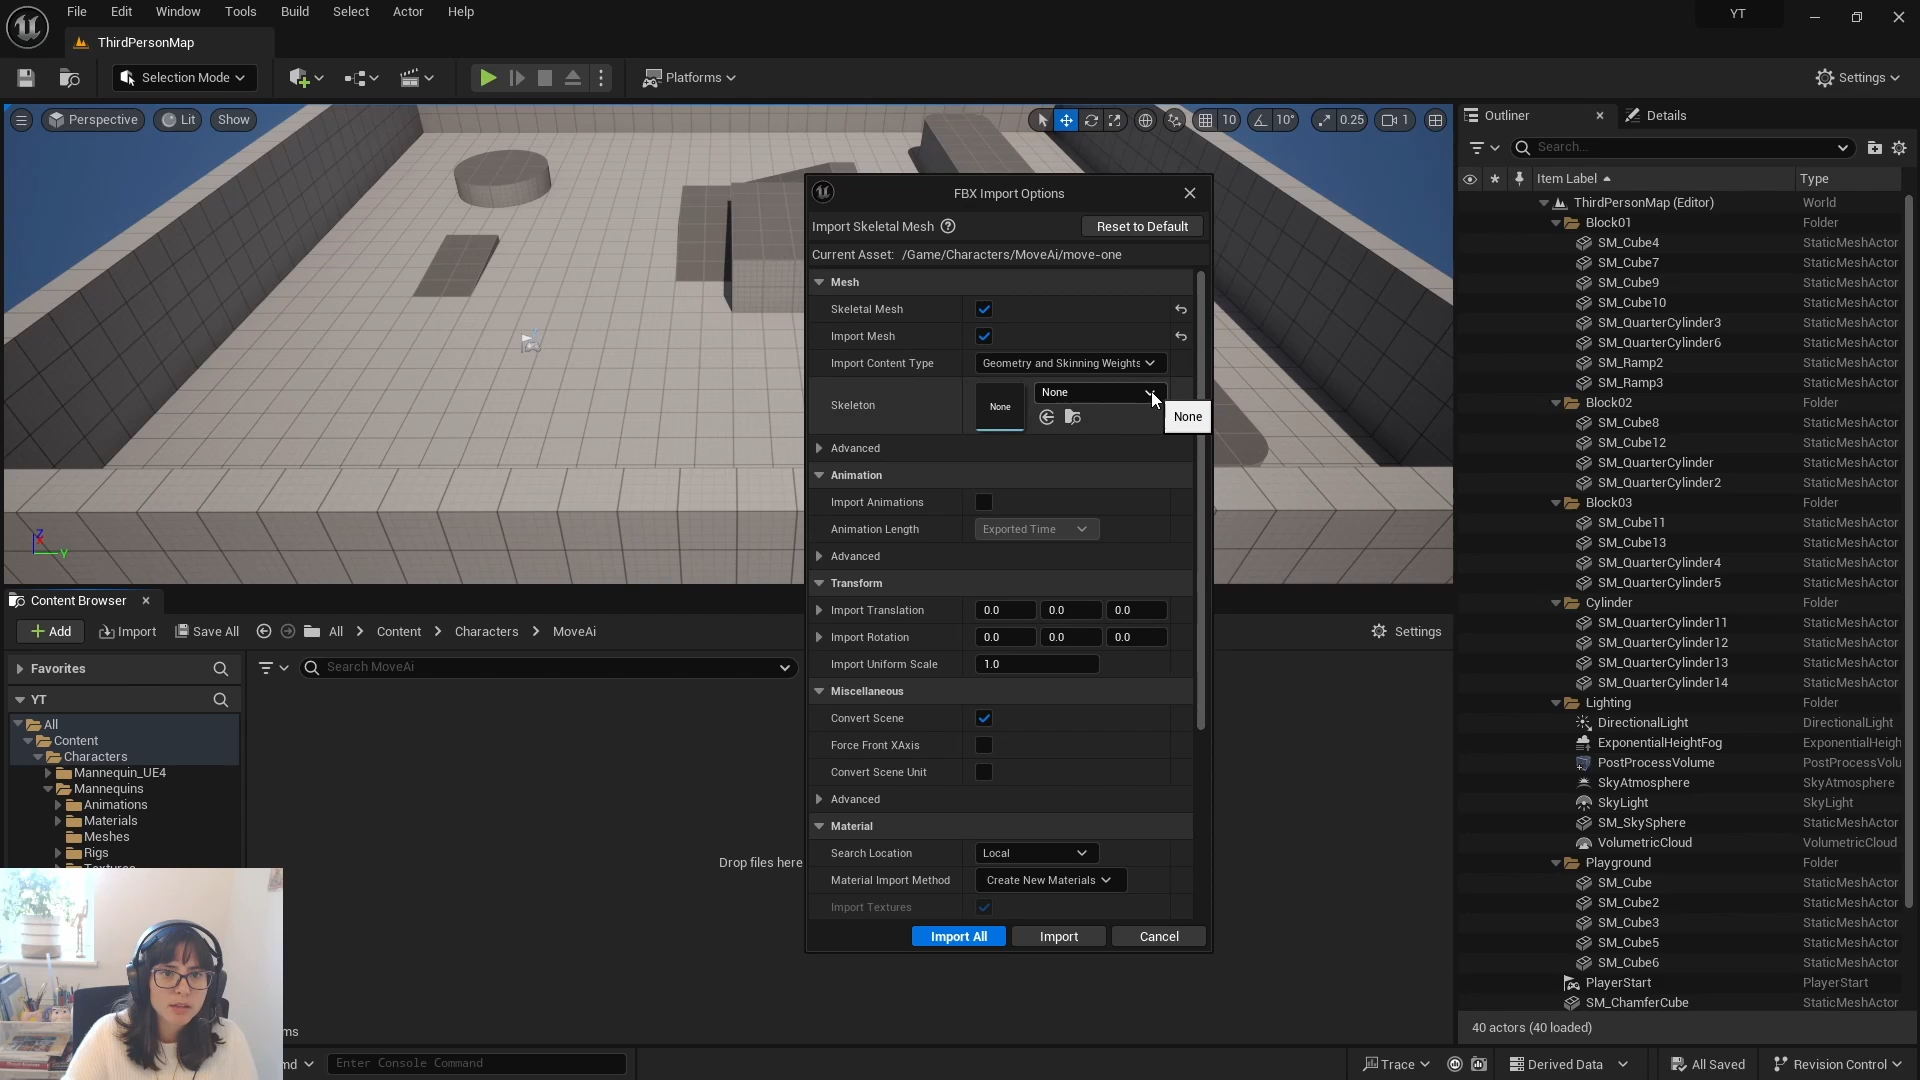 File Edit Window Tools Build Select Actor Help
YT
ThirdPersonMap
Selection Mode
Platforms
Settings
Perspective Lit Show
10 10° 0.25 1
Outliner Details
Search...
Item Label Type
ThirdPersonMap (Editor) World
Block01 Folder
SM_Cube4 StaticMeshActor
SM_Cube7 StaticMeshActor
SM_Cube9 StaticMeshActor
SM_Cube10 StaticMeshActor
SM_QuarterCylinder3 StaticMeshActor
SM_QuarterCylinder6 StaticMeshActor
SM_Ramp2 StaticMeshActor
SM_Ramp3 StaticMeshActor
Block02 Folder
SM_Cube8 StaticMeshActor
SM_Cube12 StaticMeshActor
SM_QuarterCylinder StaticMeshActor
SM_QuarterCylinder2 StaticMeshActor
Block03 Folder
SM_Cube11 StaticMeshActor
SM_Cube13 StaticMeshActor
SM_QuarterCylinder4 StaticMeshActor
SM_QuarterCylinder5 StaticMeshActor
Cylinder Folder
SM_QuarterCylinder11 StaticMeshActor
SM_QuarterCylinder12 StaticMeshActor
SM_QuarterCylinder13 StaticMeshActor
SM_QuarterCylinder14 StaticMeshActor
Lighting Folder
DirectionalLight DirectionalLight
ExponentialHeightFog ExponentialHeigh
PostProcessVolume PostProcessVolu
SkyAtmosphere SkyAtmosphere
SkyLight SkyLight
SM_SkySphere StaticMeshActor
VolumetricCloud VolumetricCloud
Playground Folder
SM_Cube StaticMeshActor
SM_Cube2 StaticMeshActor
SM_Cube3 StaticMeshActor
SM_Cube5 StaticMeshActor
SM_Cube6 StaticMeshActor
PlayerStart PlayerStart
SM_ChamferCube StaticMeshActor
40 actors (40 loaded)
FBX Import Options
Import Skeletal Mesh Reset to Default
Current Asset: /Game/Characters/MoveAi/move-one
Mesh
Skeletal Mesh
Import Mesh
Import Content Type Geometry and Skinning Weights
Skeleton None None
None
Advanced
Animation
Import Animations
Animation Length Exported Time
Advanced
Transform
Import Translation 0.0 0.0 0.0
Import Rotation 0.0 0.0 0.0
Import Uniform Scale 1.0
Miscellaneous
Convert Scene
Force Front XAxis
Convert Scene Unit
Advanced
Material
Search Location Local
Material Import Method Create New Materials
Import Textures
Import All Import Cancel
Z
Y
Content Browser
Add Import Save All All Content Characters MoveAi Settings
Favorites
Search MoveAi
YT
All
Content
Characters
Mannequin_UE4
Mannequins
Animations
Materials
Meshes
Rigs
Textures
Drop files here
ms
nd Enter Console Command
Trace Derived Data All Saved Revision Control